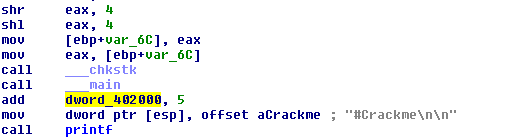 shr eax, 4
shl eax, 4
mov [ebp+var_6C], eax
mov eax, [ebp+var_6C]
call ___chkstk
call ___main
add dword_402000, 5
mov dword ptr [esp], offset aCrackme ; "#Crackme\n\n"
call printf